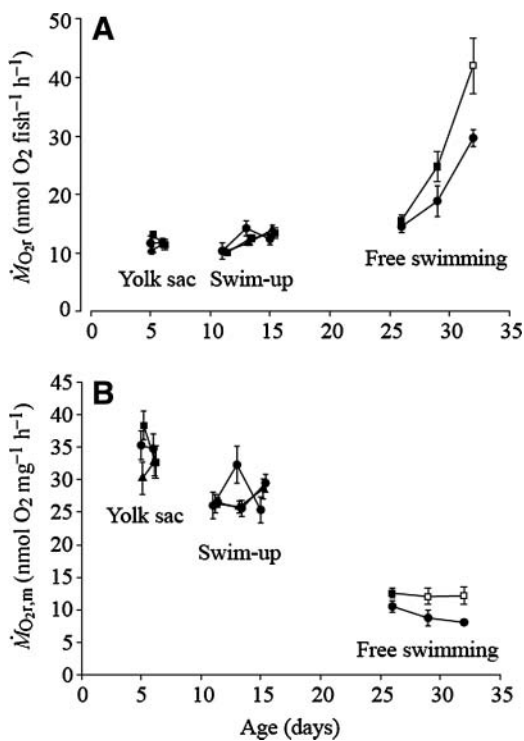 A
50
40
30
20
10
0
ṀO₂r (nmol O₂ fish⁻¹ h⁻¹)
Yolk sac
Swim-up
Free swimming
0 5 10 15 20 25 30 35
B
45
40
35
30
25
20
15
10
5
0
ṀO₂r,m (nmol O₂ mg⁻¹ h⁻¹)
Yolk sac
Swim-up
Free swimming
0 5 10 15 20 25 30 35
Age (days)